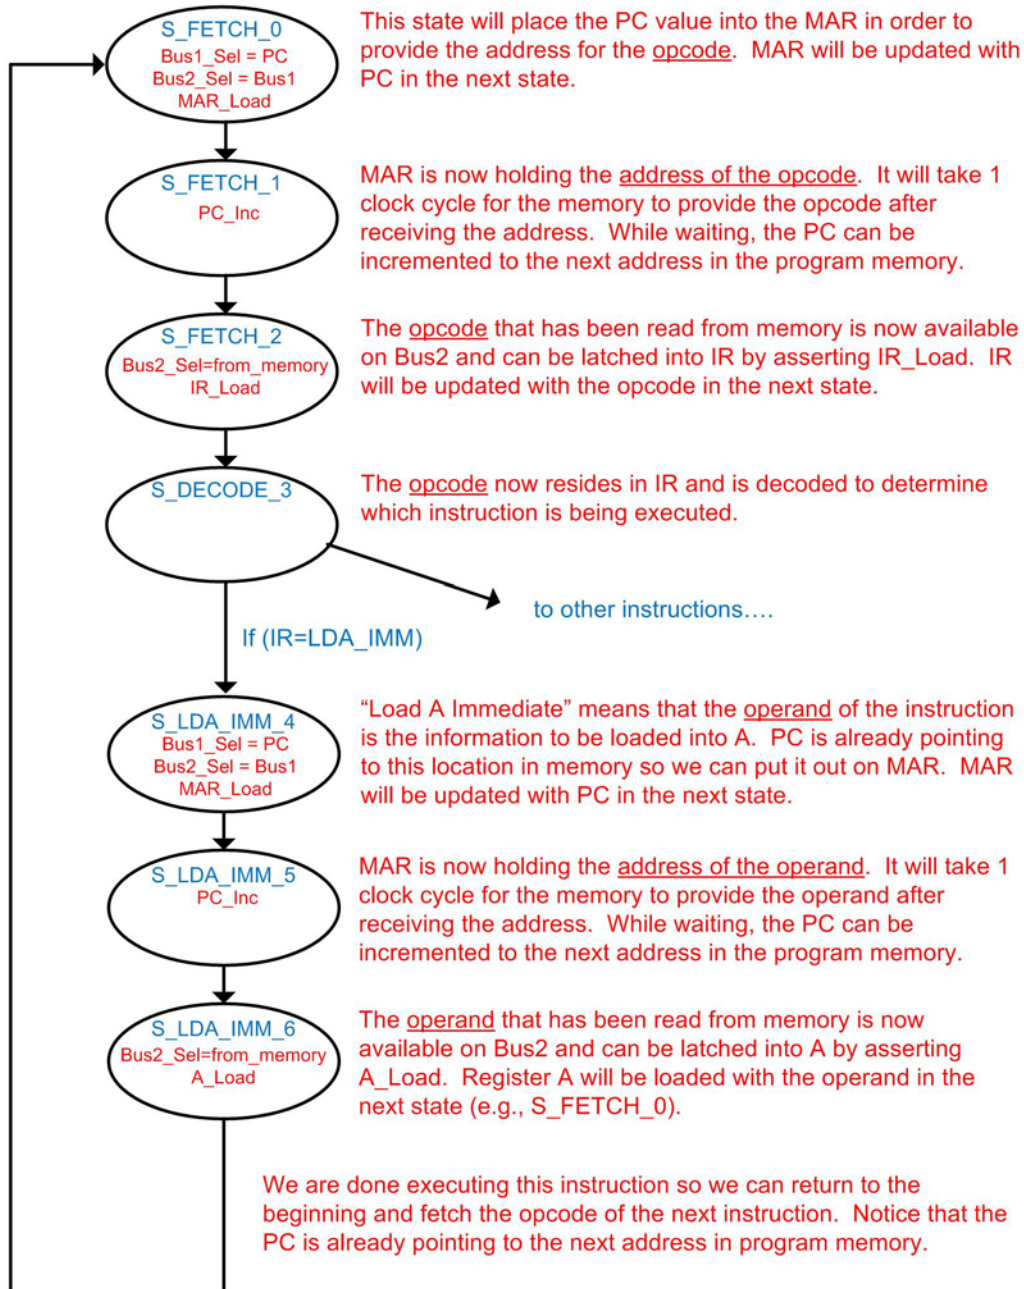 S_FETCH_0
Bus1_Sel = PC
Bus2_Sel = Bus1
MAR_Load
This state will place the PC value into the MAR in order to
provide the address for the opcode.  MAR will be updated with
PC in the next state.
S_FETCH_1
PC_Inc
MAR is now holding the address of the opcode.  It will take 1
clock cycle for the memory to provide the opcode after
receiving the address.  While waiting, the PC can be
incremented to the next address in the program memory.
S_FETCH_2
Bus2_Sel=from_memory
IR_Load
The opcode that has been read from memory is now available
on Bus2 and can be latched into IR by asserting IR_Load.  IR
will be updated with the opcode in the next state.
S_DECODE_3
The opcode now resides in IR and is decoded to determine
which instruction is being executed.
to other instructions....
If (IR=LDA_IMM)
S_LDA_IMM_4
Bus1_Sel = PC
Bus2_Sel = Bus1
MAR_Load
“Load A Immediate” means that the operand of the instruction
is the information to be loaded into A.  PC is already pointing
to this location in memory so we can put it out on MAR.  MAR
will be updated with PC in the next state.
S_LDA_IMM_5
PC_Inc
MAR is now holding the address of the operand.  It will take 1
clock cycle for the memory to provide the operand after
receiving the address.  While waiting, the PC can be
incremented to the next address in the program memory.
S_LDA_IMM_6
Bus2_Sel=from_memory
A_Load
The operand that has been read from memory is now
available on Bus2 and can be latched into A by asserting
A_Load.  Register A will be loaded with the operand in the
next state (e.g., S_FETCH_0).
We are done executing this instruction so we can return to the
beginning and fetch the opcode of the next instruction.  Notice that the
PC is already pointing to the next address in program memory.